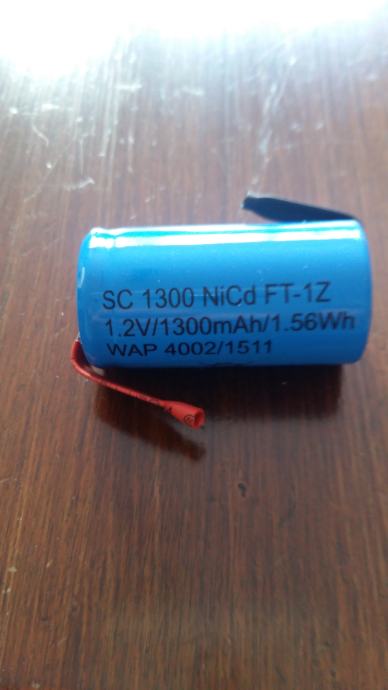 SC 1300 NiCd FT-1Z
1.2V/1300mAh/1.56Wh
WAP 4002/1511